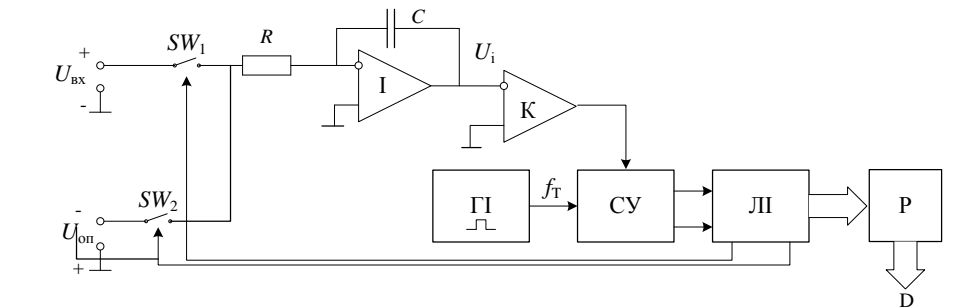 C
SW₁
R
Uᵢ
+
Uвх
-
І
К
SW₂
-
Uоп
+
ГІ
fТ
СУ
ЛІ
Р
D